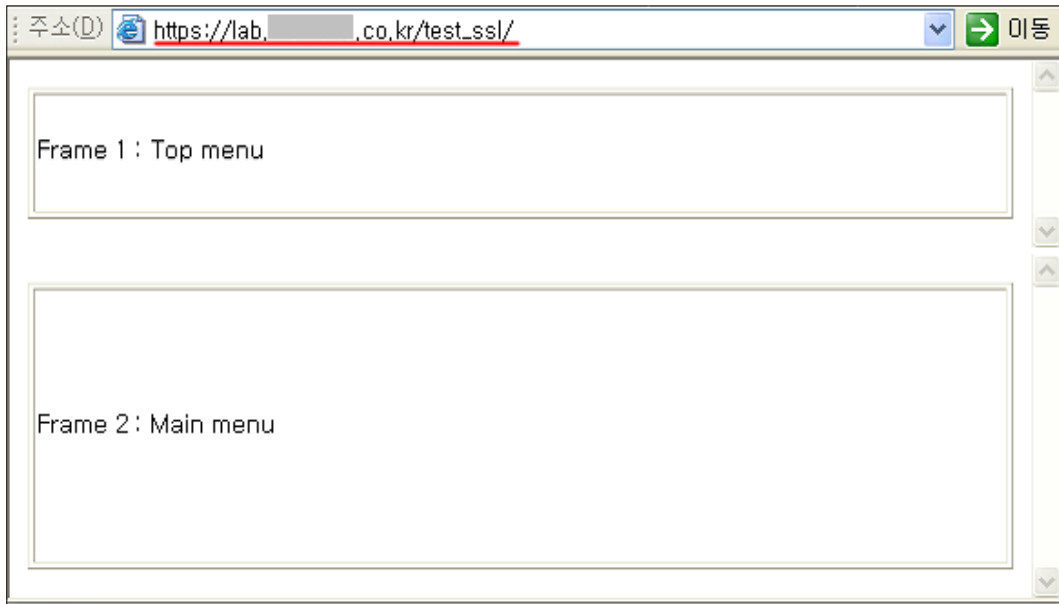 주소(D) https://lab. .co.kr/test_ssl/ 이동
Frame 1 : Top menu
Frame 2 : Main menu